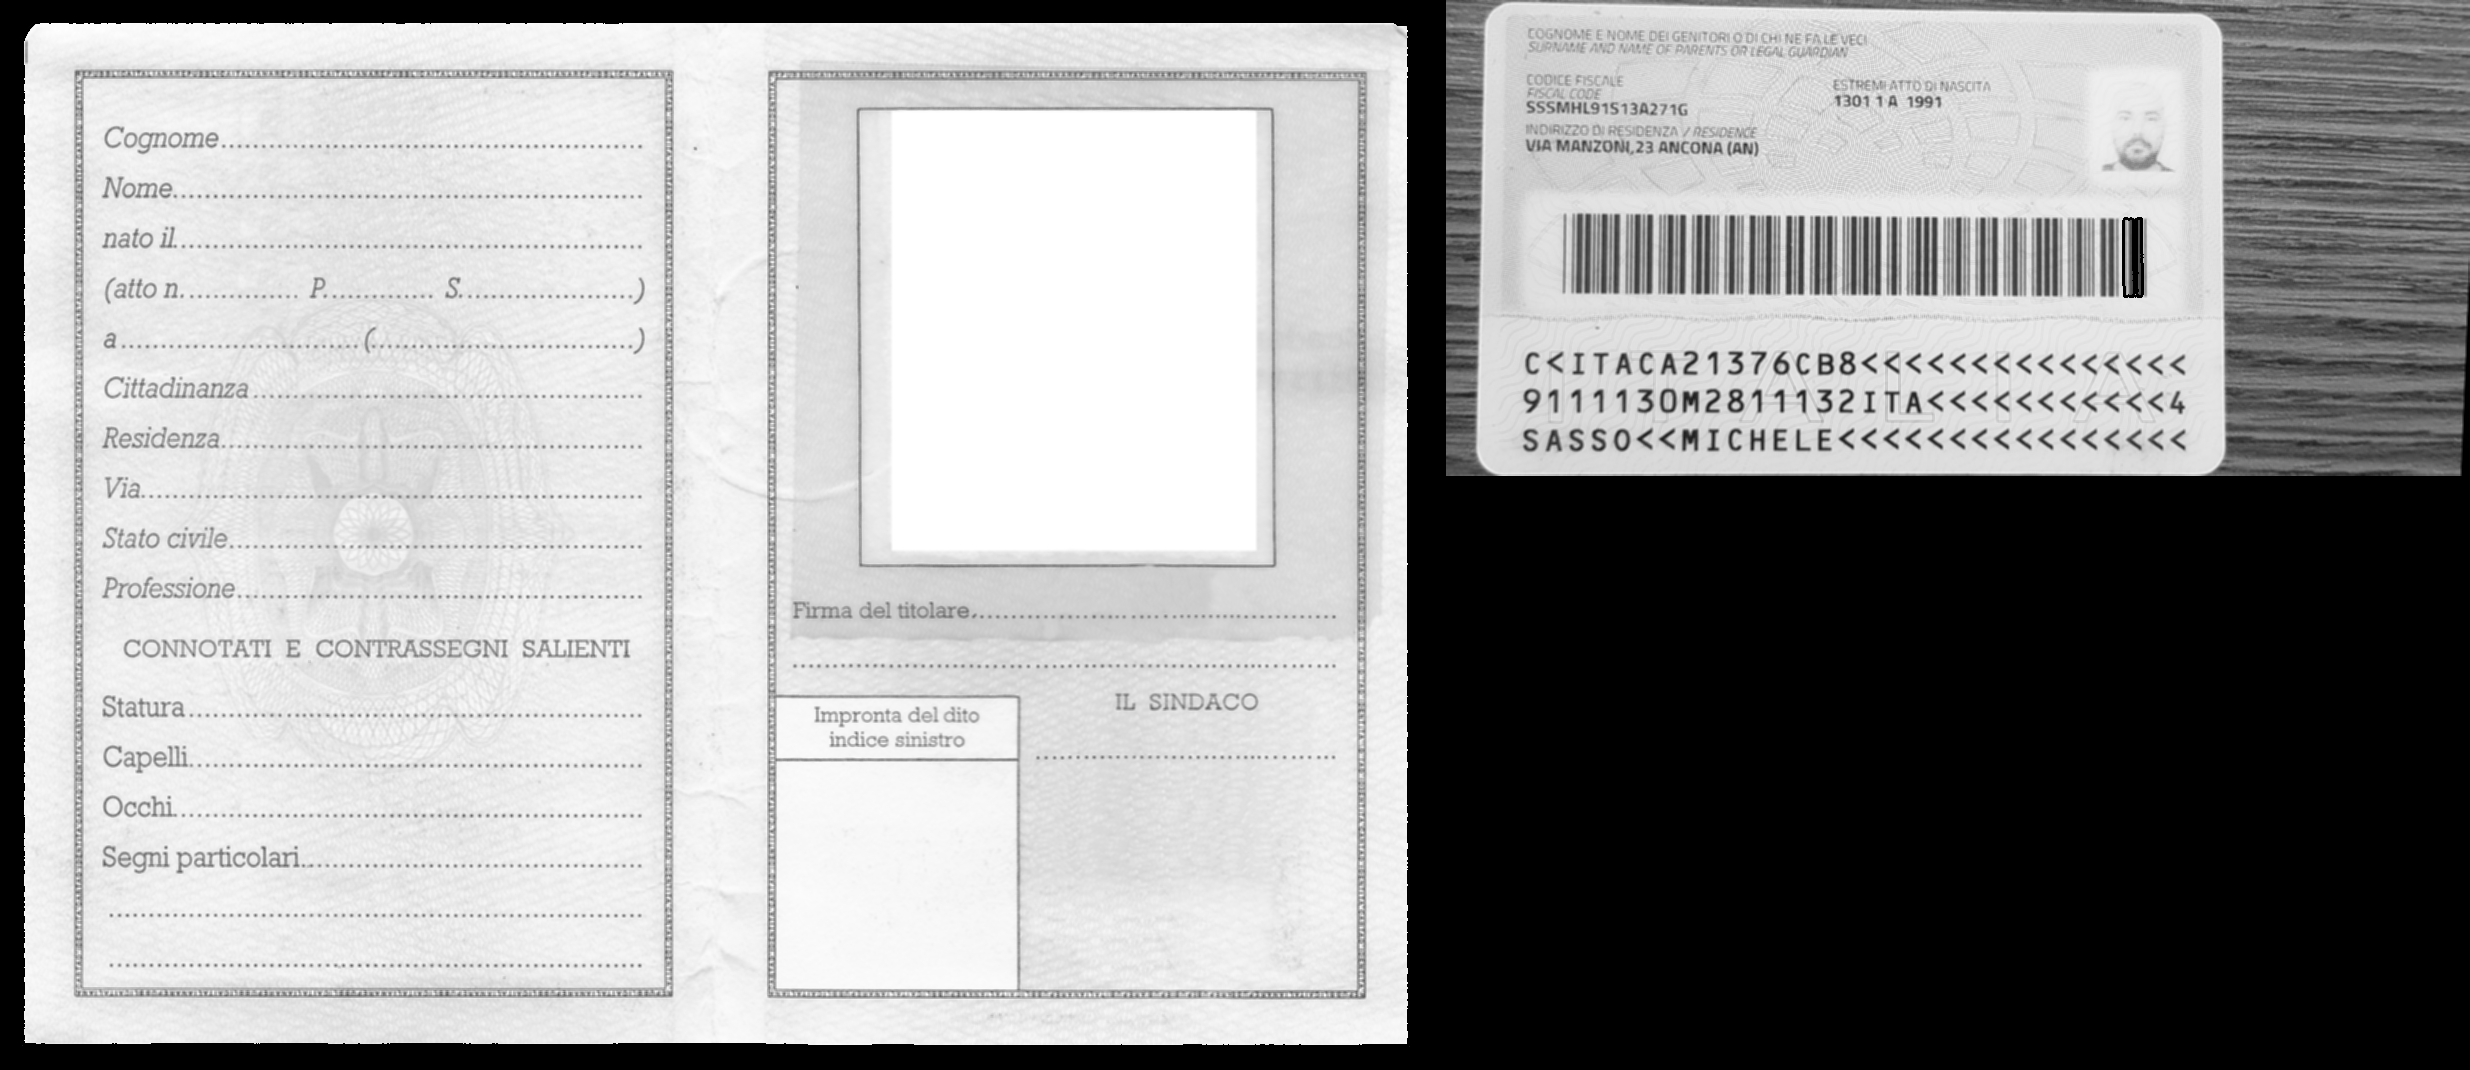 Cognome
Nome
nato il
(atto n. P. S. )
a ( )
Cittadinanza
Residenza
Via
Stato civile
Professione
CONNOTATI E CONTRASSEGNI SALIENTI
Statura
Capelli
Occhi
Segni particolari
Firma del titolare
IL SINDACO
Impronta del dito
indice sinistro
COGNOME E NOME DEI GENITORI O DI CHI NE FA LE VECI
SURNAME AND NAME OF PARENTS OR LEGAL GUARDIAN
CODICE FISCALE
FISCAL CODE
SSSMHL91S13A271G
ESTREMI ATTO DI NASCITA
1301 1 A 1991
INDIRIZZO DI RESIDENZA / RESIDENCE
VIA MANZONI,23 ANCONA (AN)
C<ITACA21376CB8<<<<<<<<<<<<<<<
9111130M2811132ITA<<<<<<<<<<<4
SASSO<<MICHELE<<<<<<<<<<<<<<<<